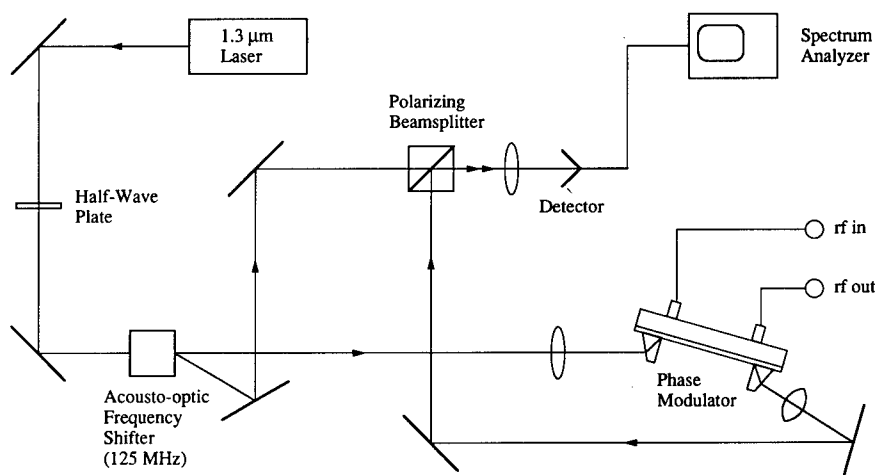 1.3 µm
Laser
Spectrum
Analyzer
Polarizing
Beamsplitter
Half-Wave
Plate
Detector
rf in
rf out
Acousto-optic
Frequency
Shifter
(125 MHz)
Phase
Modulator